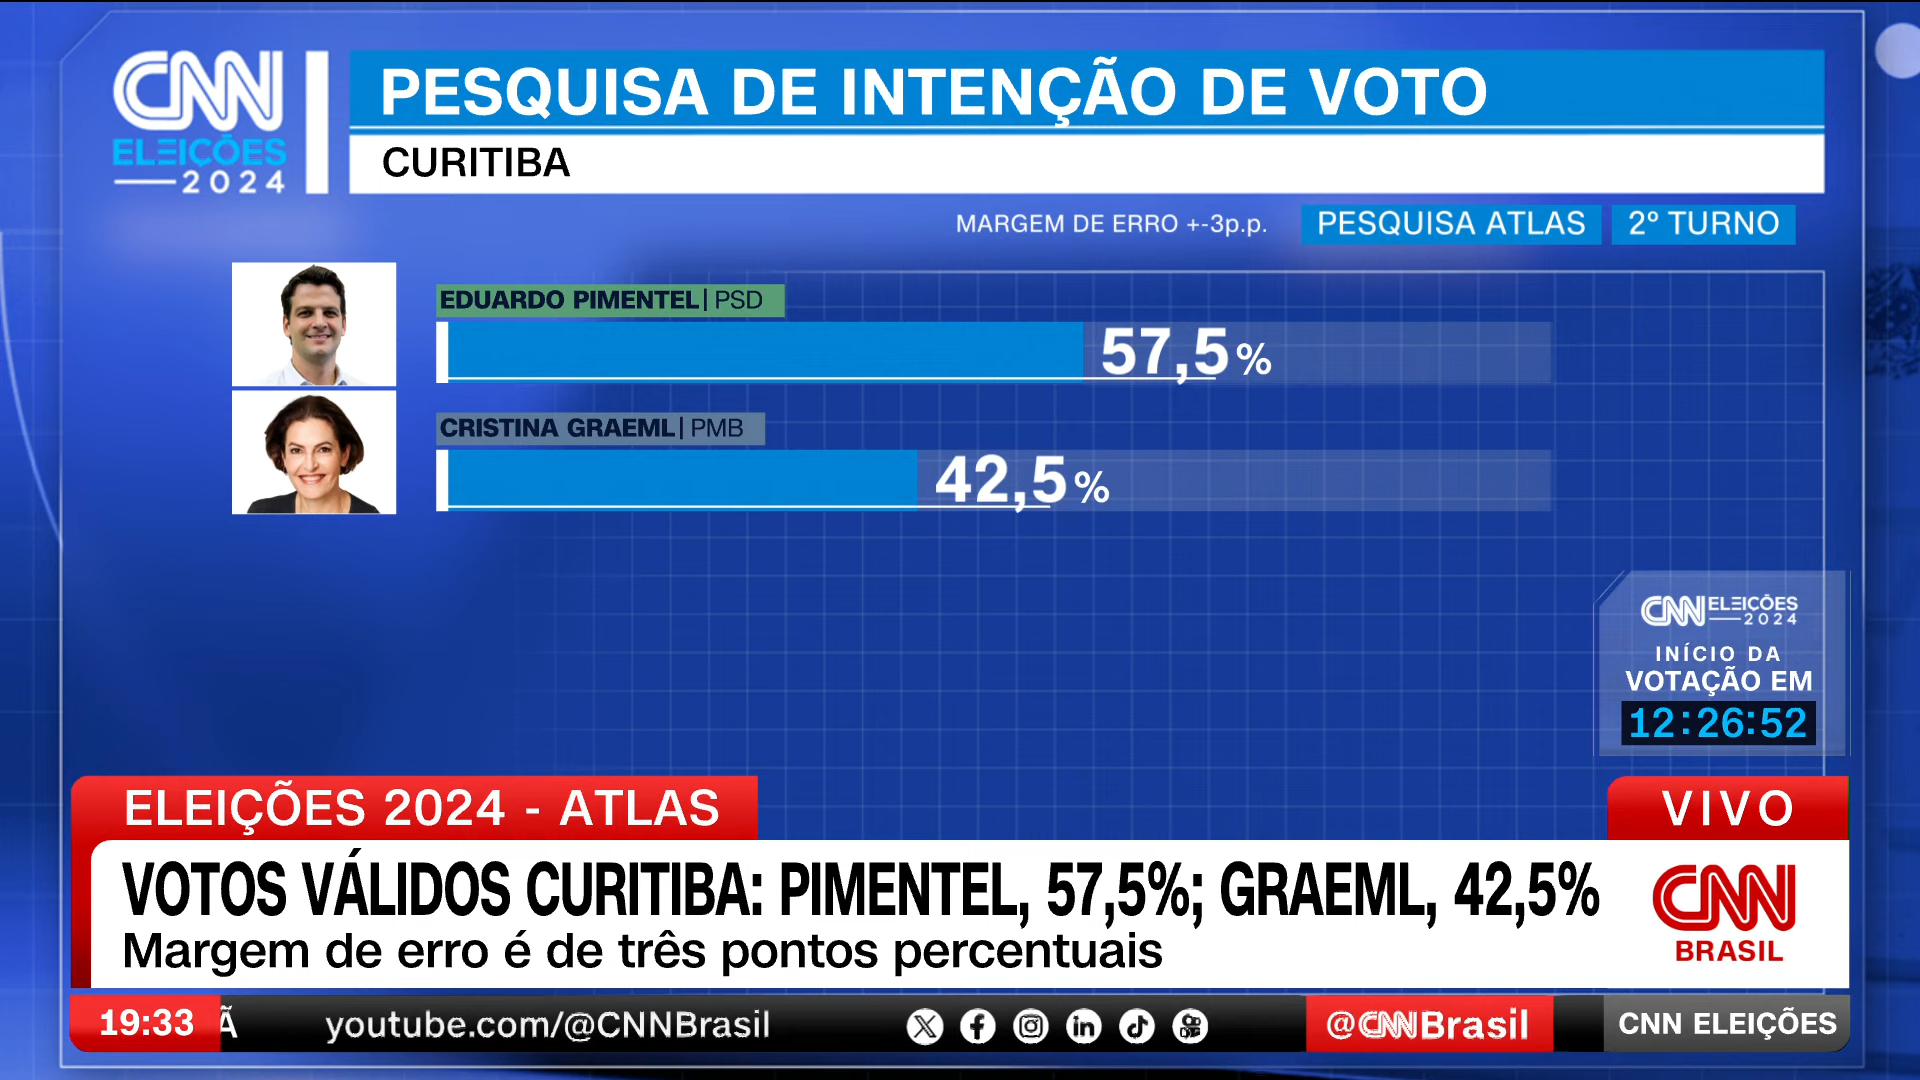 CNN
ELEIÇÕES
2024
PESQUISA DE INTENÇÃO DE VOTO
CURITIBA
MARGEM DE ERRO +-3p.p.
PESQUISA ATLAS
2º TURNO
EDUARDO PIMENTEL | PSD
57,5%
CRISTINA GRAEML | PMB
42,5%
CNN ELEIÇÕES
2024
INÍCIO DA
VOTAÇÃO EM
12:26:52
ELEIÇÕES 2024 - ATLAS
VIVO
VOTOS VÁLIDOS CURITIBA: PIMENTEL, 57,5%; GRAEML, 42,5%
Margem de erro é de três pontos percentuais
CNN
BRASIL
19:33
Ã
youtube.com/@CNNBrasil
@CNNBrasil
CNN ELEIÇÕES